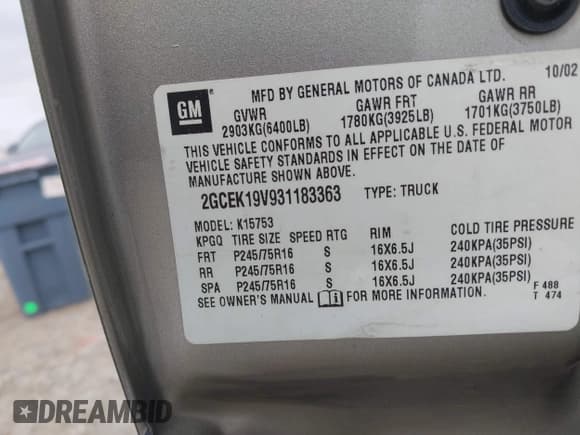 GM
MFD BY GENERAL MOTORS OF CANADA LTD. 10/02
GVWR GAWR FRT GAWR RR
2903KG(6400LB) 1780KG(3925LB) 1701KG(3750LB)
THIS VEHICLE CONFORMS TO ALL APPLICABLE U.S. FEDERAL MOTOR
VEHICLE SAFETY STANDARDS IN EFFECT ON THE DATE OF
MANUFACTURE SHOWN ABOVE.
2GCEK19V931183363 TYPE: TRUCK
MODEL: K15753
KPGQ TIRE SIZE SPEED RTG RIM COLD TIRE PRESSURE
FRT P245/75R16 S 16X6.5J 240KPA(35PSI)
RR P245/75R16 S 16X6.5J 240KPA(35PSI)
SPA P245/75R16 S 16X6.5J 240KPA(35PSI)
SEE OWNER'S MANUAL FOR MORE INFORMATION. F 488
T 474
DREAMBID